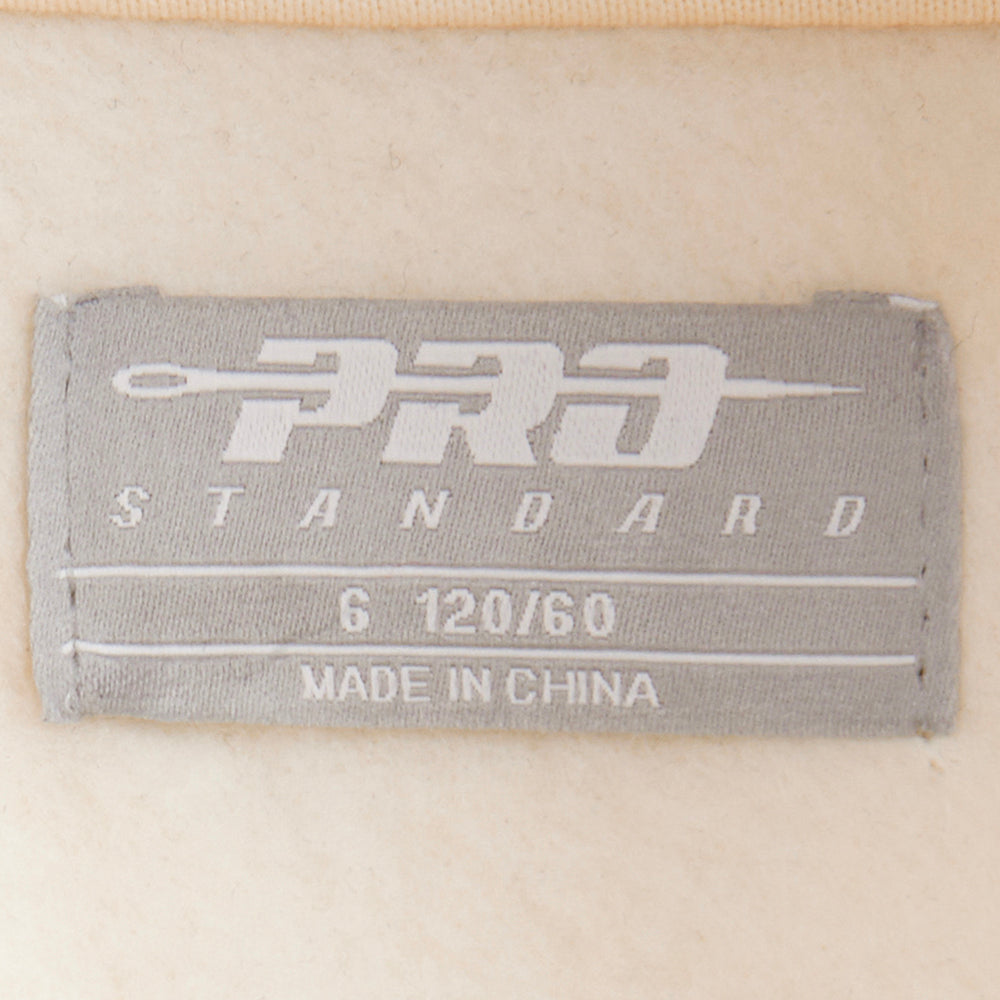 PRO
STANDARD
6 120/60
MADE IN CHINA